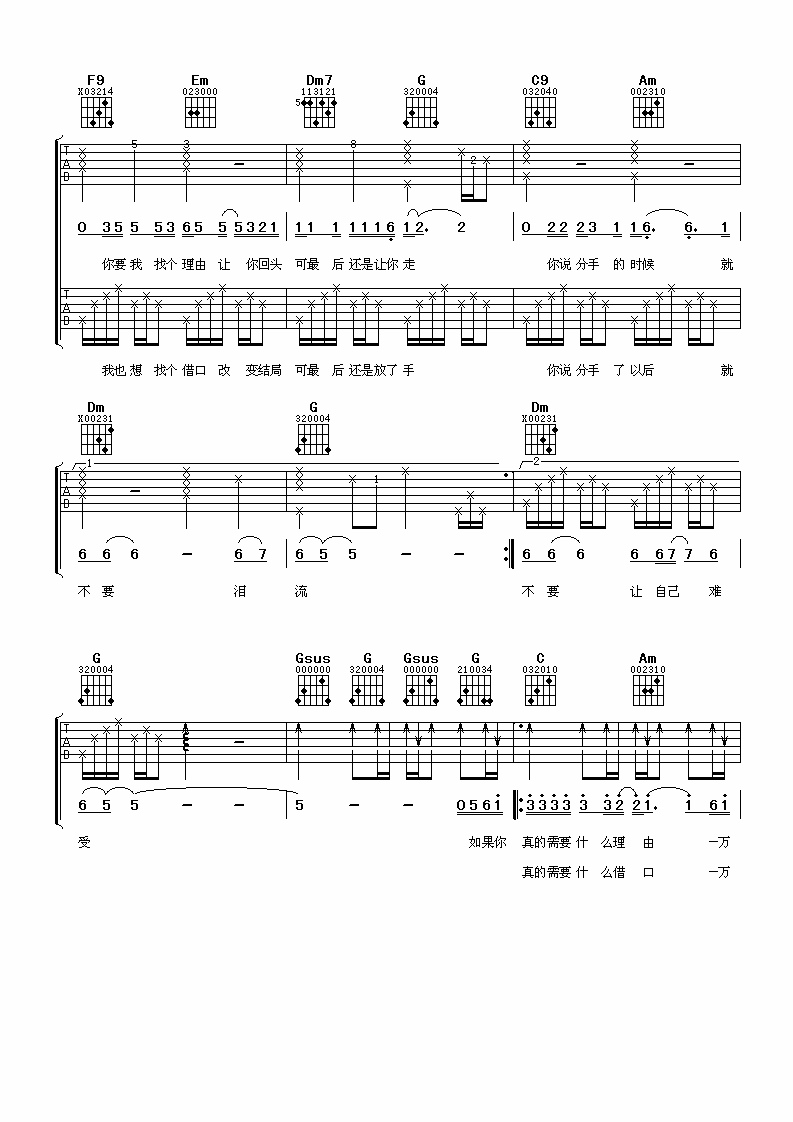 F9 Em Dm7 G C9 Am
X03214 023000 113121 320004 032040 002310
5
T A B 5 3 - 8 2 - -
0 35 5 53 65 5 5321 11 1 1116 12. 2 0 22 23 1 16. 6. 1
你要 我 找个 理由 让 你回头 可最 后 还是让你 走 你说 分手 的 时候 就
T A B
我也 想 找个 借口 改 变结局 可最 后 还是放了 手 你说 分手 了 以后 就
Dm G Dm
X00231 320004 X00231
1 2
T A B - 1
6 6 6 - 6 7 6 5 5 - - 6 6 6 6 67 7 6
不 要 泪 流 不 要 让 自己 难
G Gsus G Gsus G C Am
320004 000000 320004 000000 210034 032010 002310
T A B -
6 5 5 - - 5 - - 0561 3333 3 32 21. 1 61
受 如果你 真的需要 什 么理 由 一万
真的需要 什 么借 口 一万